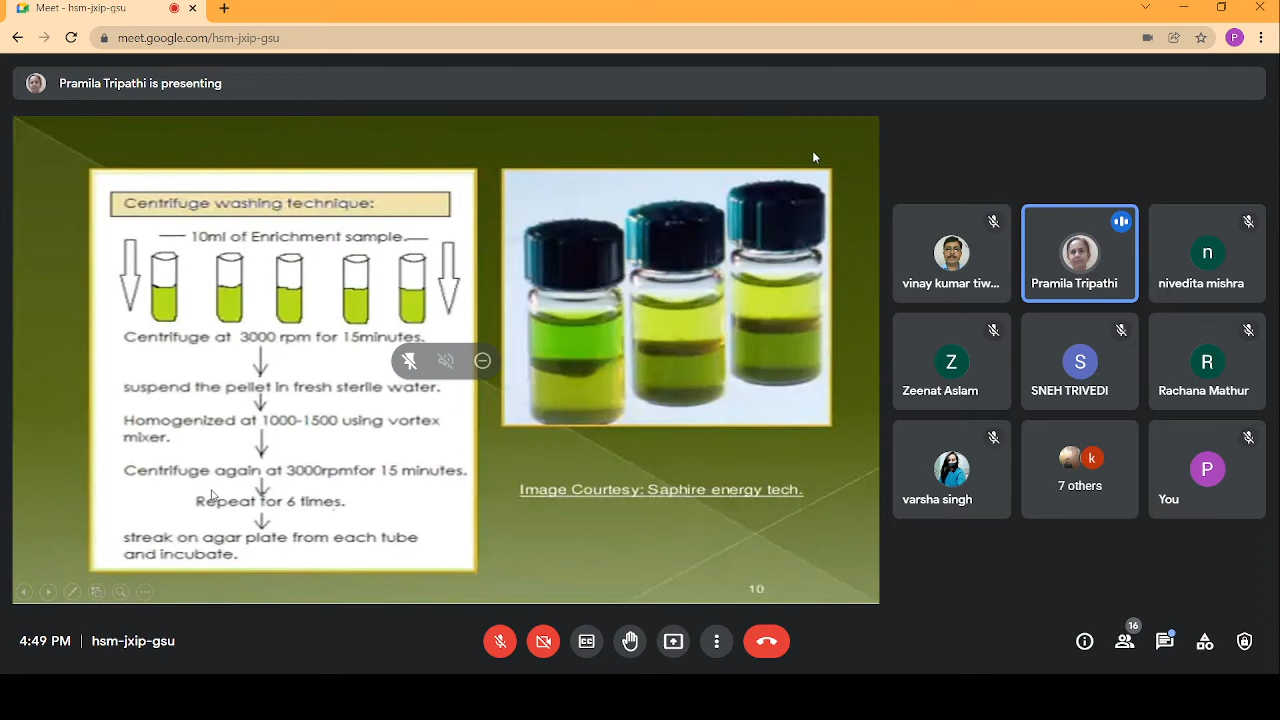 Meet - hsm-jxip-gsu
meet.google.com/hsm-jxip-gsu
P
Pramila Tripathi is presenting
Centrifuge washing technique:
10ml of Enrichment sample.
Centrifuge at 3000 rpm for 15minutes.
suspend the pellet in fresh sterile water.
Homogenized at 1000-1500 using vortex
mixer.
Centrifuge again at 3000rpmfor 15 minutes.
Repeat for 6 times.
streak on agar plate from each tube
and incubate.
Image Courtesy: Saphire energy tech.
10
vinay kumar tiw...
Pramila Tripathi
n
nivedita mishra
Z
Zeenat Aslam
S
SNEH TRIVEDI
R
Rachana Mathur
varsha singh
k
7 others
P
You
4:49 PM
hsm-jxip-gsu
CC
16